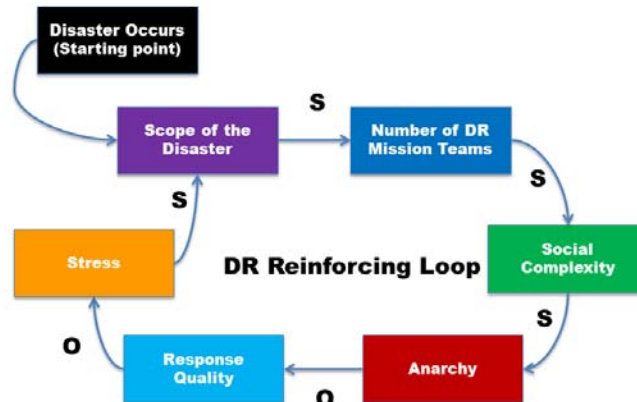 Disaster Occurs
(Starting point)
S
Scope of the
Disaster
Number of DR
Mission Teams
S
S
Stress
DR Reinforcing Loop
Social
Complexity
S
O
Response
Quality
Anarchy
O